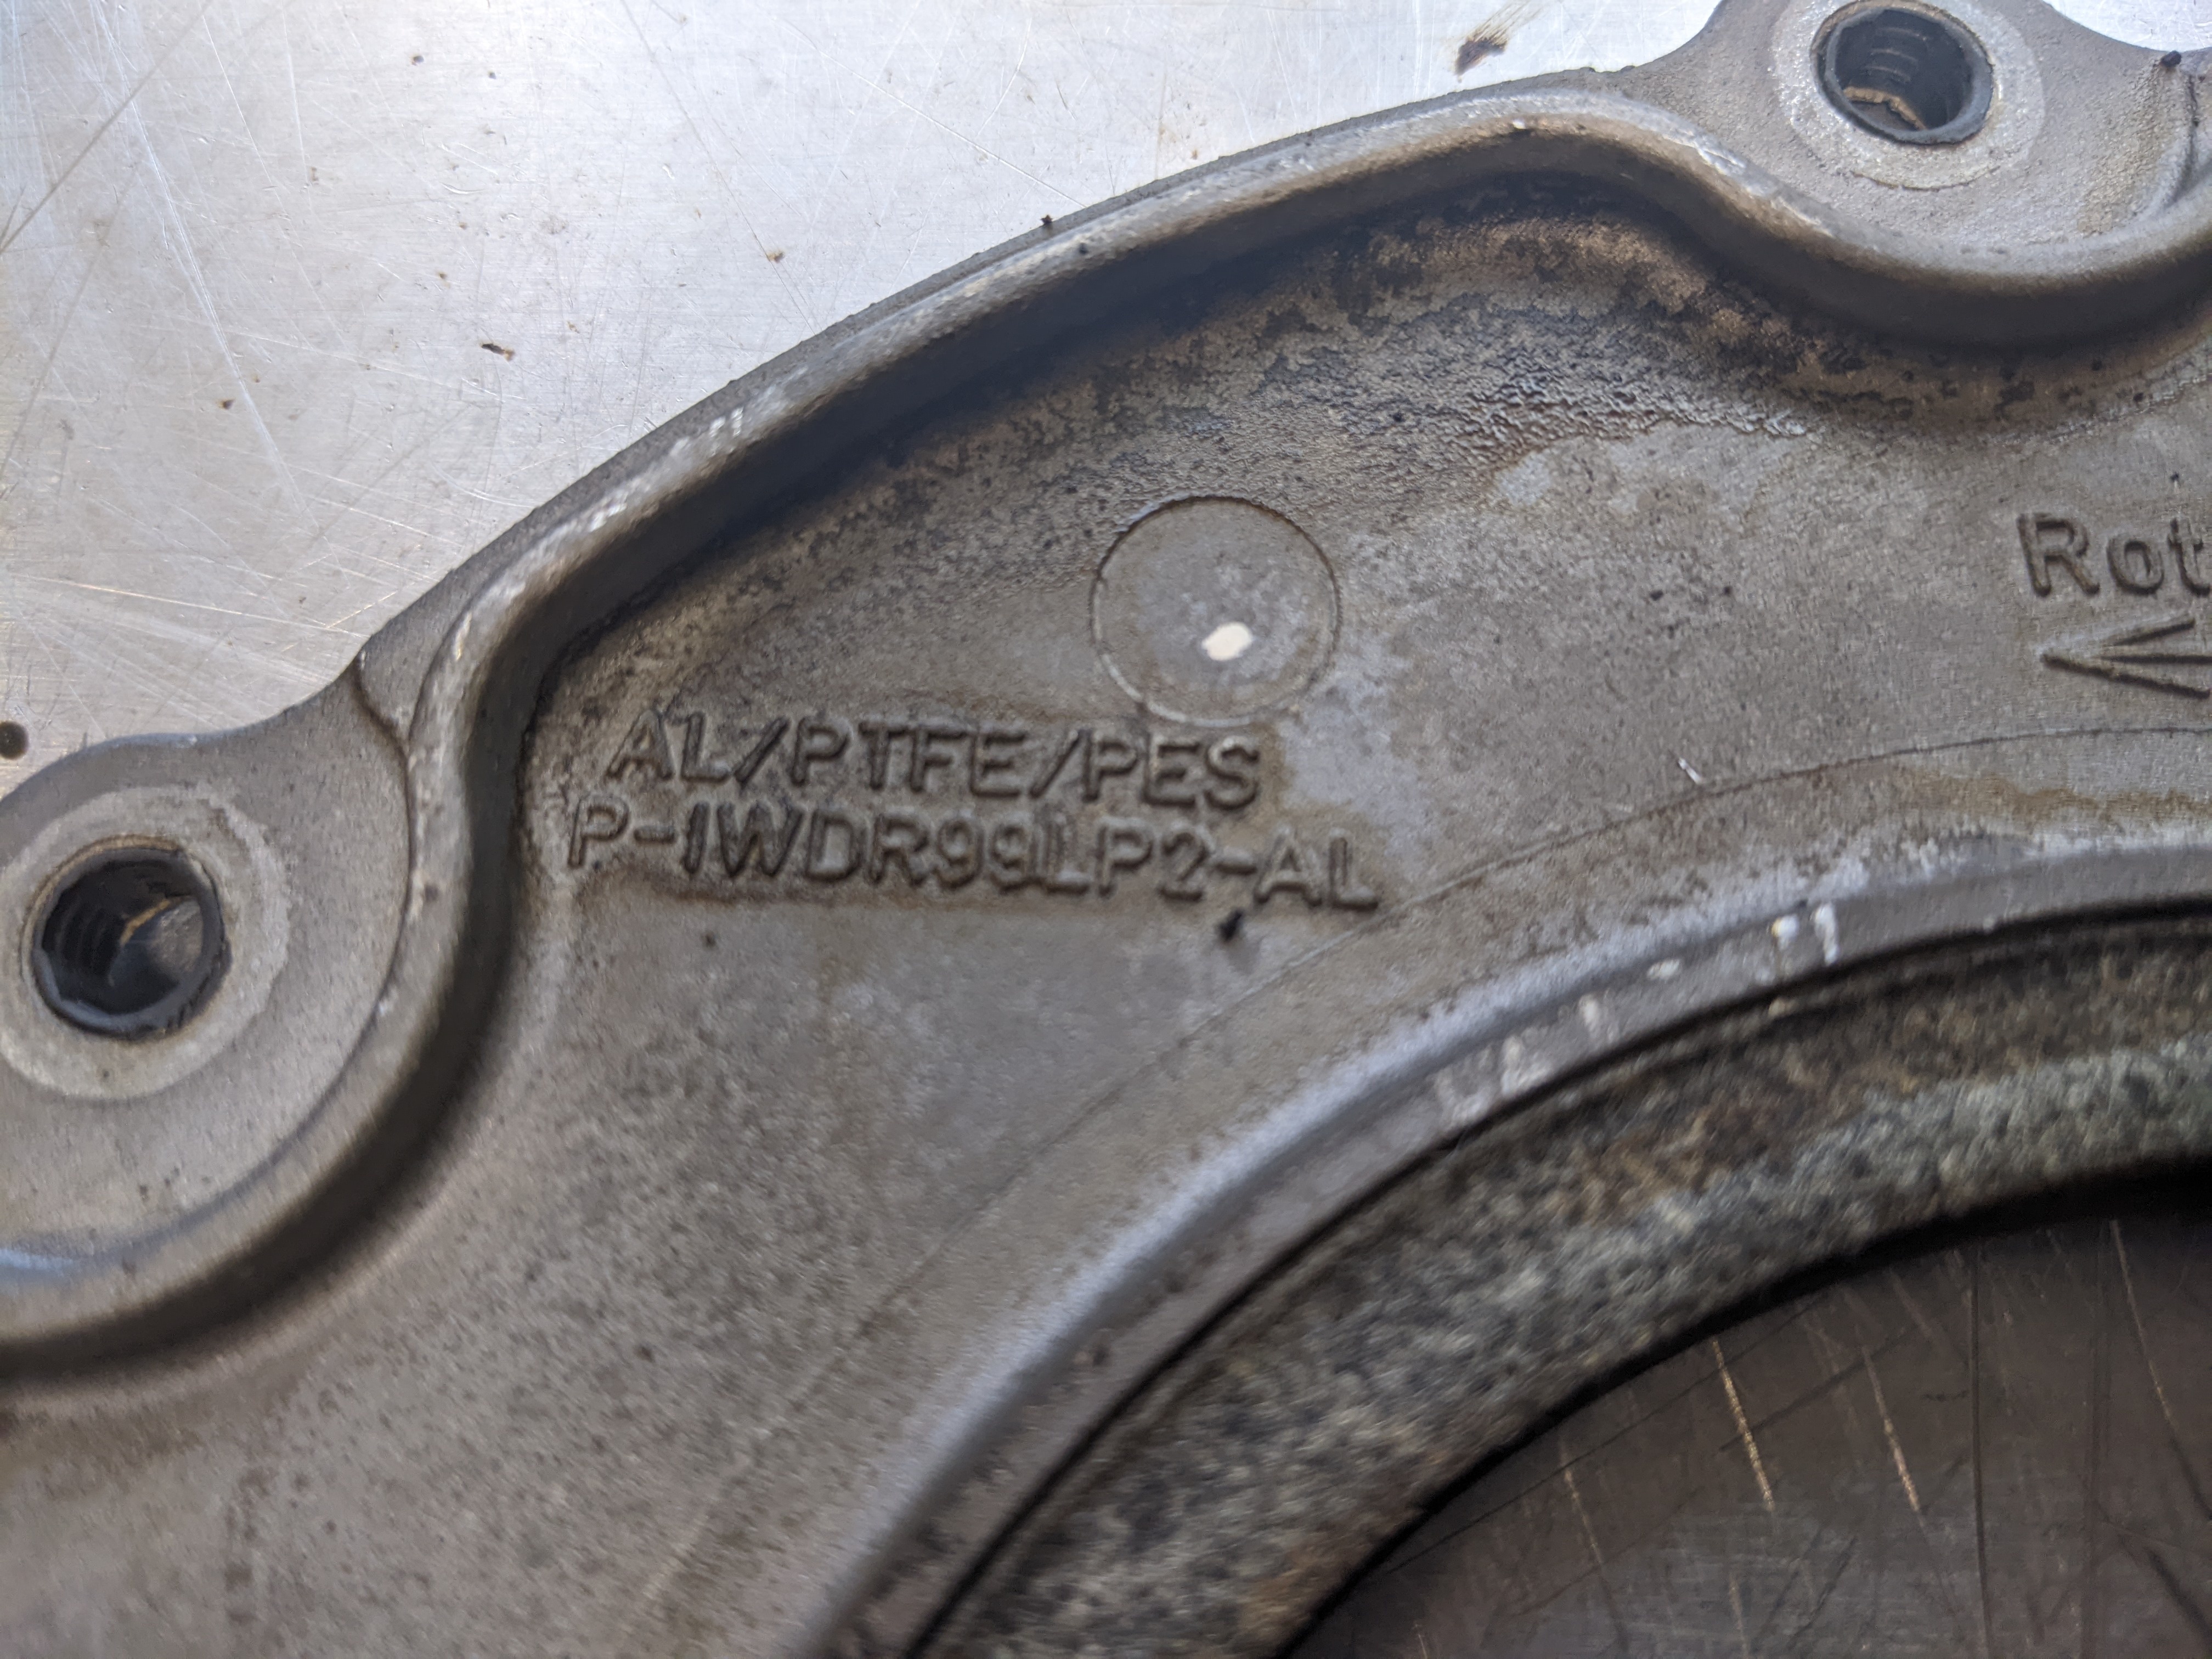 AL/PTFE/PES
P-1WDR99LP2-AL
Rot